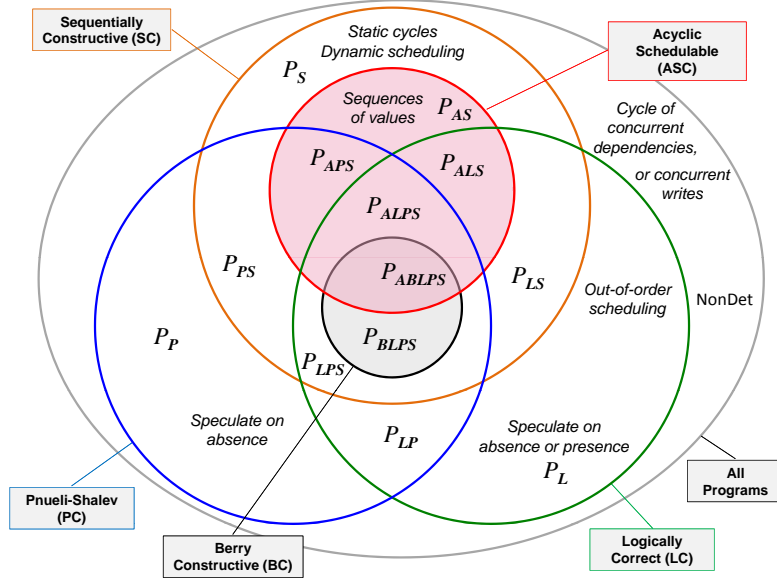 Sequentially
Constructive (SC)
Static cycles
Dynamic scheduling
Acyclic
Schedulable
(ASC)
P_S
Sequences
of values
P_AS
Cycle of
concurrent
dependencies,
or concurrent
writes
P_APS
P_ALS
P_ALPS
P_PS
P_ABLPS
P_LS
Out-of-order
scheduling
NonDet
P_P
P_BLPS
P_LPS
Speculate on
absence
P_LP
Speculate on
absence or presence
P_L
All
Programs
Pnueli-Shalev
(PC)
Berry
Constructive (BC)
Logically
Correct (LC)